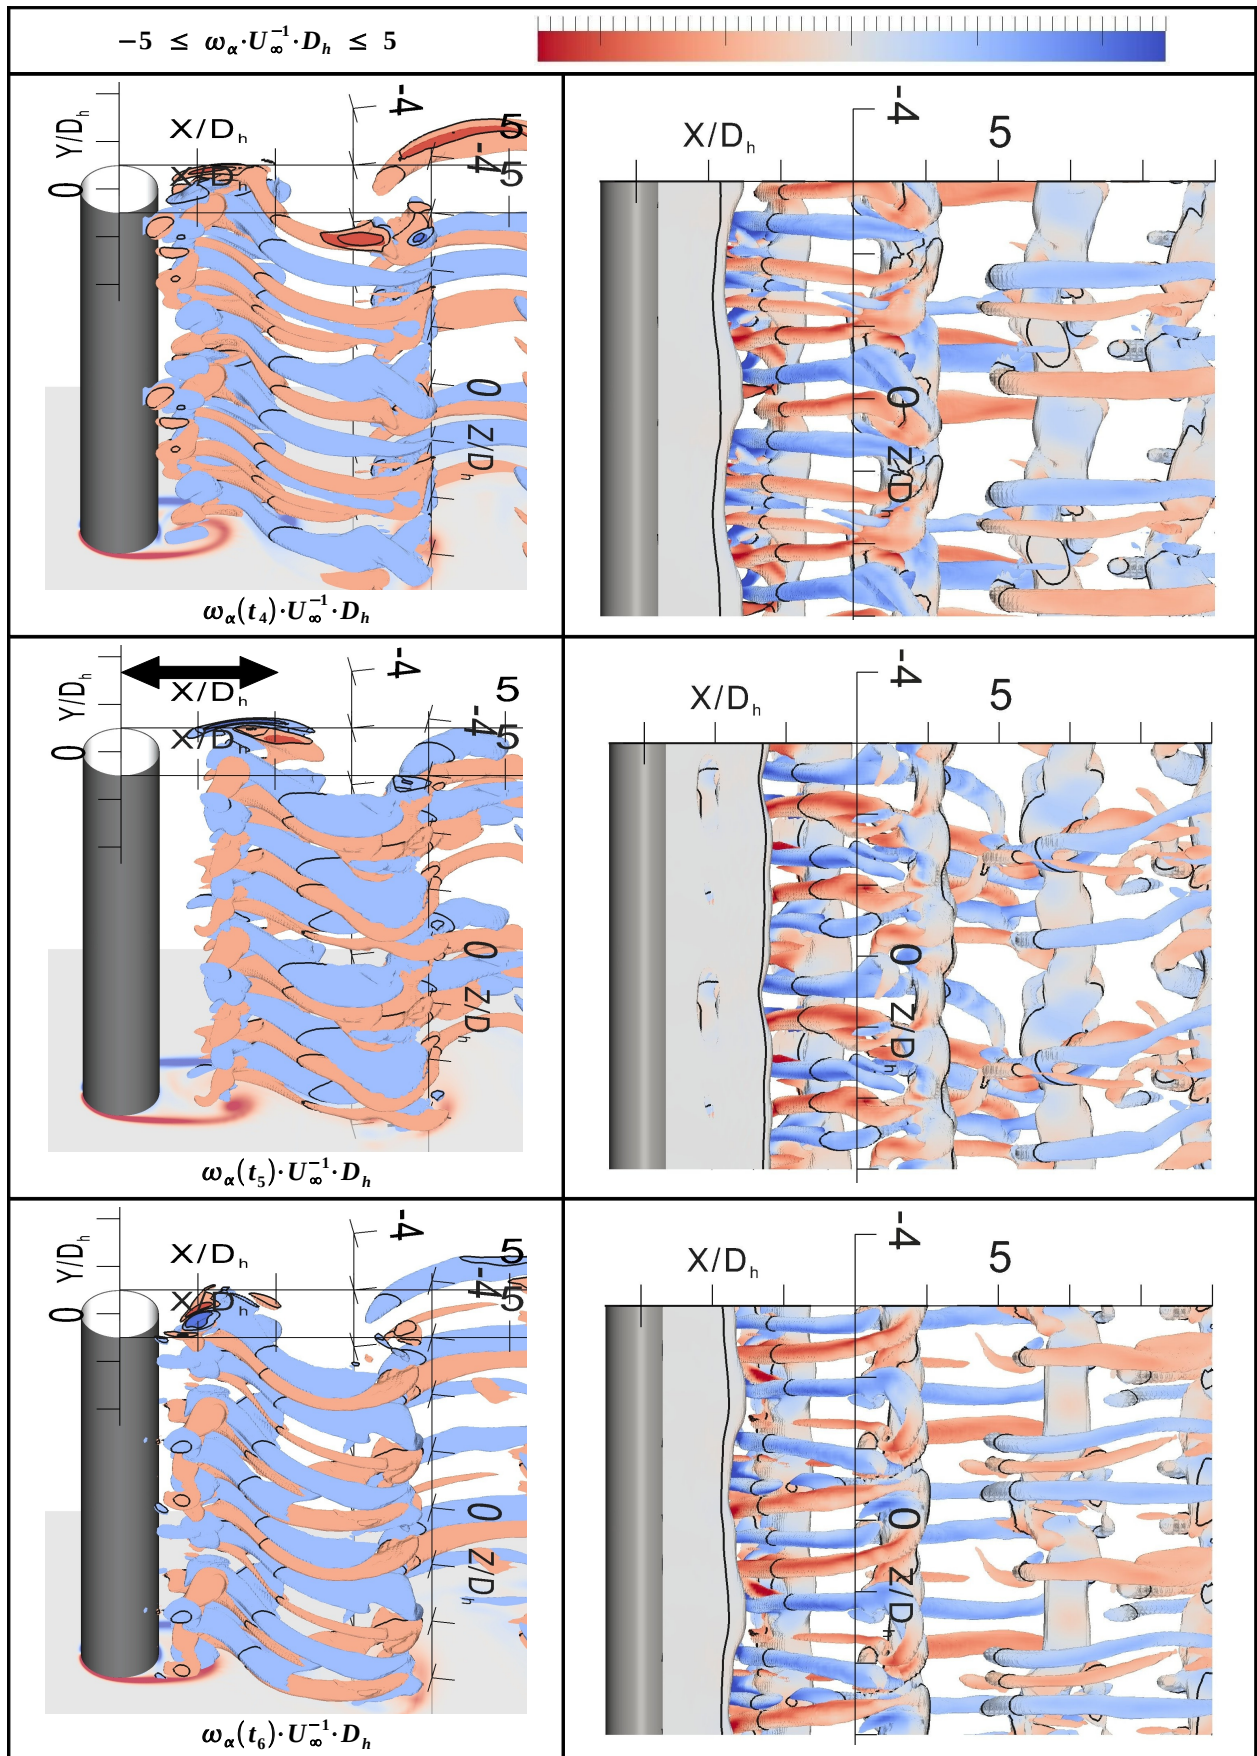 −5 ≤ ωα·U∞⁻¹·Dh ≤ 5
Y/Dh
X/Dh
X/Dh
0
-4
5
-4
5
0
Z/Dh
ωα(t4)·U∞⁻¹·Dh
X/Dh
-4
5
0
Z/Dh
Y/Dh
X/Dh
X/Dh
0
-4
5
-4
5
0
Z/Dh
ωα(t5)·U∞⁻¹·Dh
X/Dh
-4
5
0
Z/Dh
Y/Dh
X/Dh
X/Dh
0
-4
5
-4
5
0
Z/Dh
ωα(t6)·U∞⁻¹·Dh
X/Dh
-4
5
0
Z/Dh